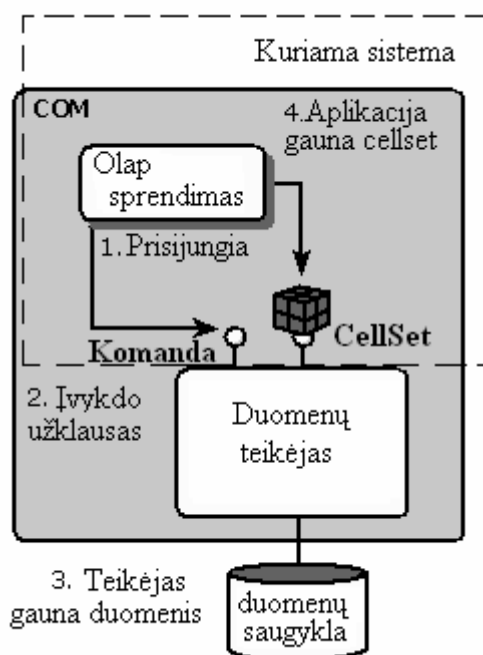 Kuriama sistema
COM
4.Aplikacija
gauna cellset
Olap
sprendimas
1. Prisijungia
Komanda
CellSet
2. Įvykdo
užklausas
Duomenų
teikėjas
3. Teikėjas
gauna duomenis
duomenų
saugykla